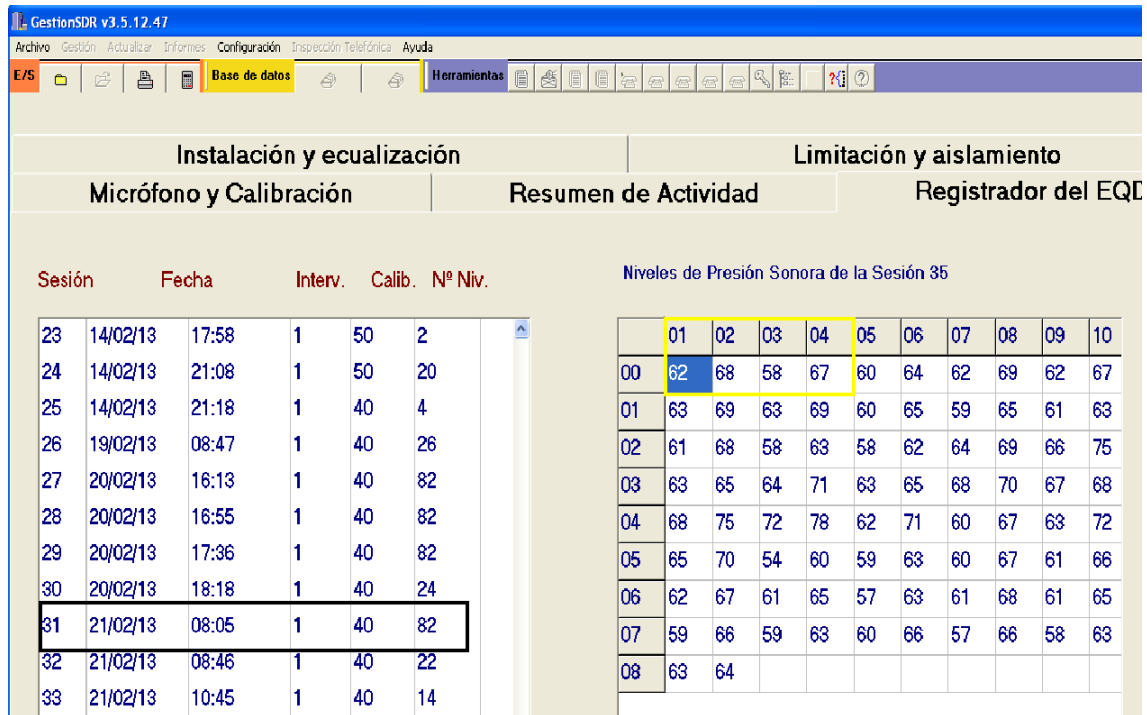 GestionSDR v3.5.12.47
Archivo Gestión Actualizar Informes Configuración Inspección Telefónica Ayuda
E/S Base de datos Herramientas
Instalación y ecualización Limitación y aislamiento
Micrófono y Calibración Resumen de Actividad Registrador del EQD
Sesión Fecha Interv. Calib. Nº Niv.
23 14/02/13 17:58 1 50 2
24 14/02/13 21:08 1 50 20
25 14/02/13 21:18 1 40 4
26 19/02/13 08:47 1 40 26
27 20/02/13 16:13 1 40 82
28 20/02/13 16:55 1 40 82
29 20/02/13 17:36 1 40 82
30 20/02/13 18:18 1 40 24
31 21/02/13 08:05 1 40 82
32 21/02/13 08:46 1 40 22
33 21/02/13 10:45 1 40 14
Niveles de Presión Sonora de la Sesión 35
01 02 03 04 05 06 07 08 09 10
00 62 68 58 67 60 64 62 69 62 67
01 63 69 63 69 60 65 59 65 61 63
02 61 68 58 63 58 62 64 69 66 75
03 63 65 64 71 63 65 68 70 67 68
04 68 75 72 78 62 71 60 67 63 72
05 65 70 54 60 59 63 60 67 61 66
06 62 67 61 65 57 63 61 68 61 65
07 59 66 59 63 60 66 57 66 58 63
08 63 64